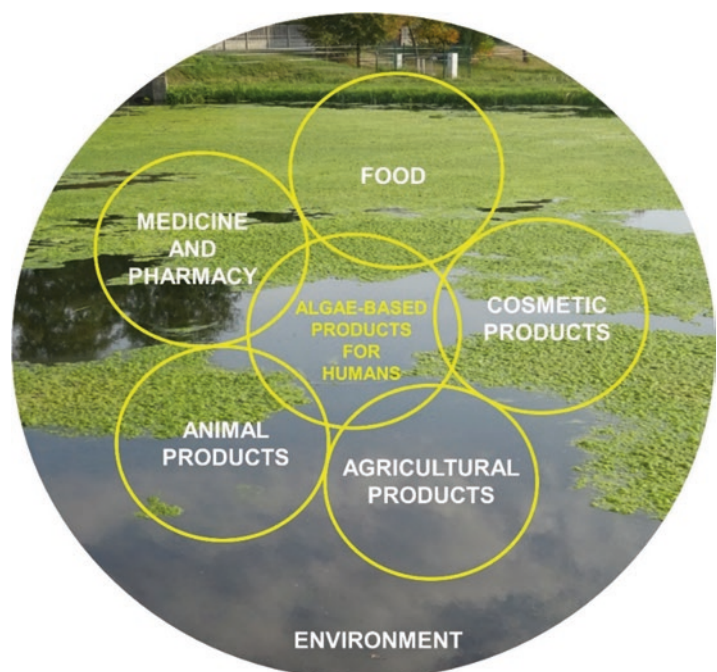 FOOD
MEDICINE
AND
PHARMACY
ALGAE-BASED
PRODUCTS
FOR
HUMANS
COSMETIC
PRODUCTS
ANIMAL
PRODUCTS
AGRICULTURAL
PRODUCTS
ENVIRONMENT